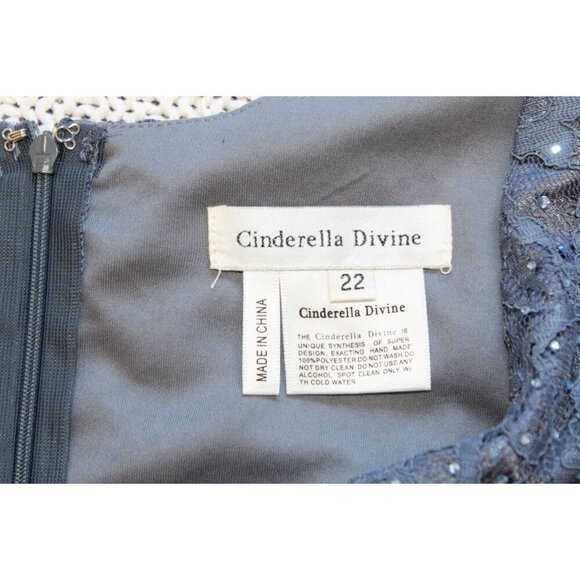 Cinderella Divine
22
MADE IN CHINA
Cinderella Divine
THE Cinderella Divine IS
UNIQUE SYNTHESIS OF SUPER
DESIGN, EXACTING HAND MADE
100%POLYESTER DO NOT WASH.DO
NOT DRY CLEAN. DO NOT USE ANY
ALCOHOL. SPOT CLEAN ONLY WI
TH COLD WATER.